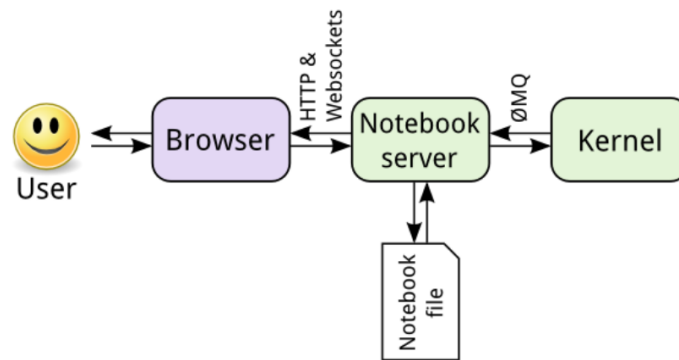 User
Browser
HTTP &
Websockets
Notebook
server
ØMQ
Kernel
Notebook
file